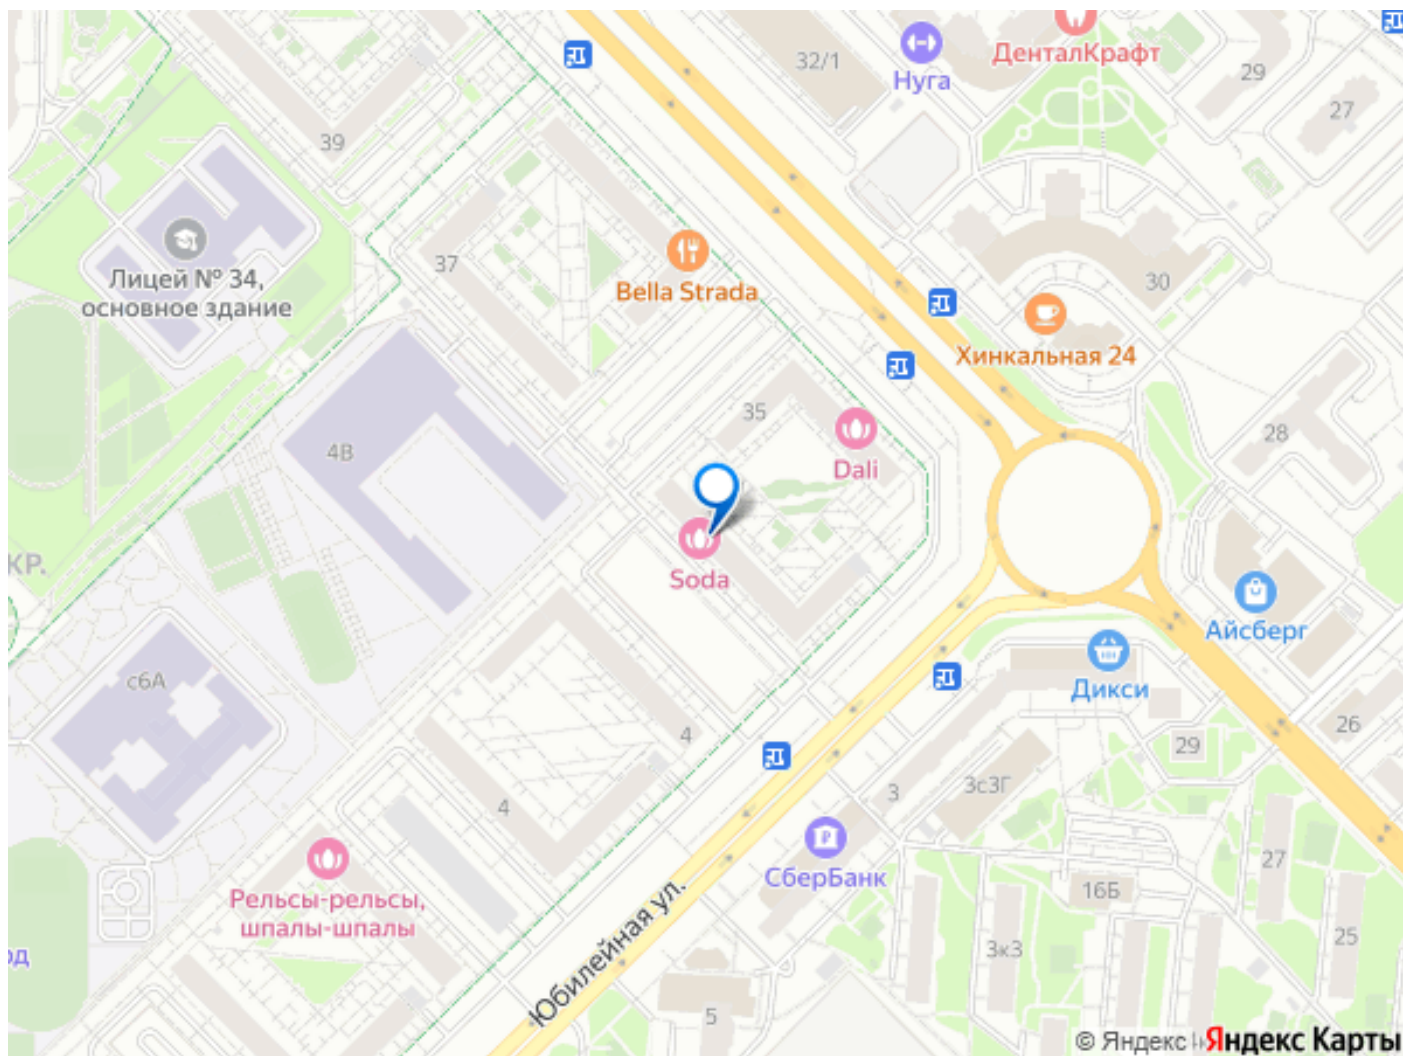 32/1
Нуга
ДенталКрафт
29
27
39
Лицей № 34,
основное здание
37
Bella Strada
30
Хинкальная 24
35
Dali
28
4В
Soda
КР.
Айсберг
Дикси
с6А
26
4
29
3с3Г
3
4
СберБанк
27
16Б
Рельсы-рельсы,
шпалы-шпалы
Юбилейная ул.
3к3
25
5
© Яндекс
Яндекс Карты